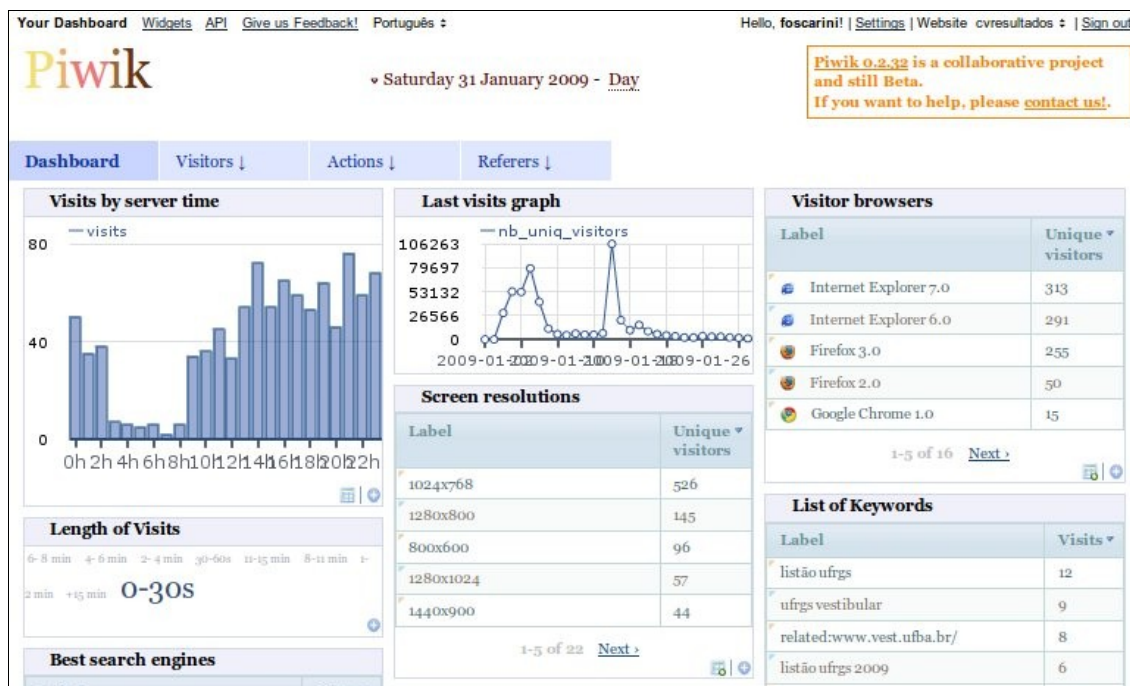 Your Dashboard Widgets API Give us Feedback! Português
Hello, foscarini! | Settings | Website cvresultados | Sign out
Piwik
Saturday 31 January 2009 - Day
Piwik 0.2.32 is a collaborative project
and still Beta.
If you want to help, please contact us!.
Dashboard Visitors ↓ Actions ↓ Referers ↓
Visits by server time
visits
80
40
0
0h 2h 4h 6h 8h 10h 12h 14h 16h 18h 20h 22h
Length of Visits
6-8 min 4-6 min 2-4 min 30-60s 11-15 min 8-11 min 1-
2 min +15 min 0-30s
Best search engines
Last visits graph
nb_uniq_visitors
106263
79697
53132
26566
0
2009-01-02 2009-01-10 2009-01-18 2009-01-26
Screen resolutions
Label Unique
visitors
1024x768 526
1280x800 145
800x600 96
1280x1024 57
1440x900 44
1-5 of 22 Next ›
Visitor browsers
Label Unique
visitors
Internet Explorer 7.0 313
Internet Explorer 6.0 291
Firefox 3.0 255
Firefox 2.0 50
Google Chrome 1.0 15
1-5 of 16 Next ›
List of Keywords
Label Visits
listão ufrgs 12
ufrgs vestibular 9
related:www.vest.ufba.br/ 8
listão ufrgs 2009 6